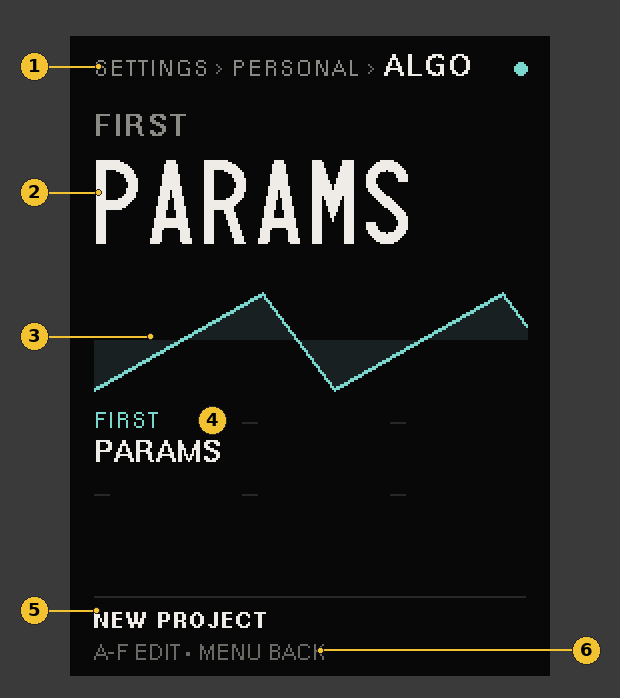 1 SETTINGS › PERSONAL › ALGO
FIRST
2 PARAMS
3
FIRST 4
PARAMS
5 NEW PROJECT
A-F EDIT · MENU BACK 6